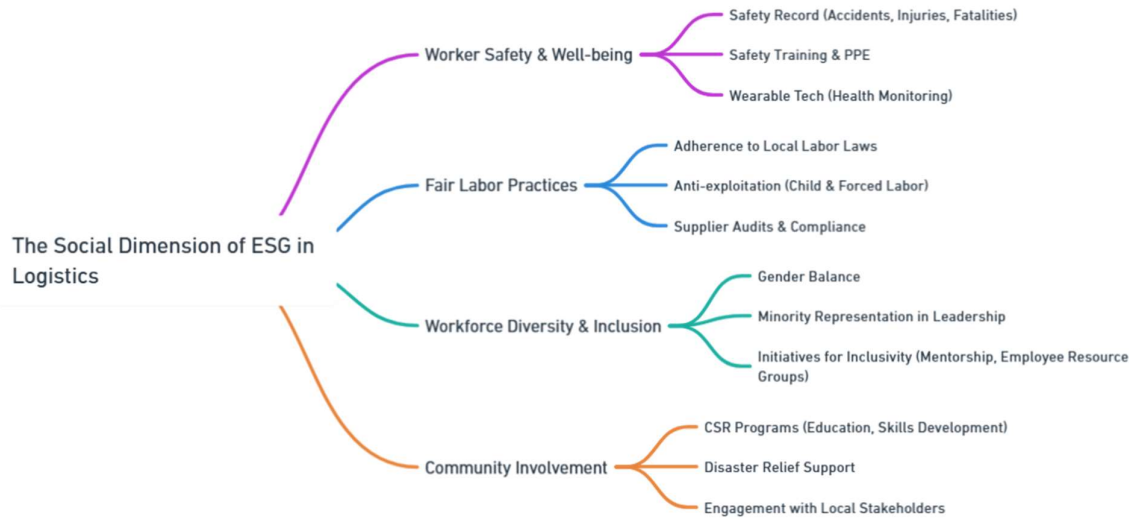 The Social Dimension of ESG in
Logistics
Worker Safety & Well-being
Safety Record (Accidents, Injuries, Fatalities)
Safety Training & PPE
Wearable Tech (Health Monitoring)
Fair Labor Practices
Adherence to Local Labor Laws
Anti-exploitation (Child & Forced Labor)
Supplier Audits & Compliance
Workforce Diversity & Inclusion
Gender Balance
Minority Representation in Leadership
Initiatives for Inclusivity (Mentorship, Employee Resource
Groups)
Community Involvement
CSR Programs (Education, Skills Development)
Disaster Relief Support
Engagement with Local Stakeholders